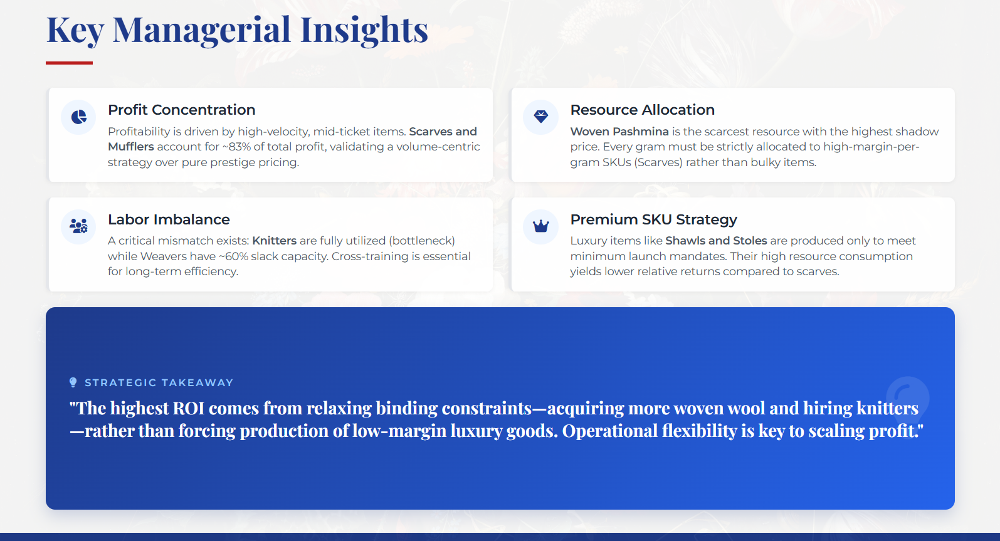 Key Managerial Insights
Profit Concentration
Profitability is driven by high-velocity, mid-ticket items. Scarves and
Mufflers account for ~83% of total profit, validating a volume-centric
strategy over pure prestige pricing.
Resource Allocation
Woven Pashmina is the scarcest resource with the highest shadow
price. Every gram must be strictly allocated to high-margin-per-
gram SKUs (Scarves) rather than bulky items.
Labor Imbalance
A critical mismatch exists: Knitters are fully utilized (bottleneck)
while Weavers have ~60% slack capacity. Cross-training is essential
for long-term efficiency.
Premium SKU Strategy
Luxury items like Shawls and Stoles are produced only to meet
minimum launch mandates. Their high resource consumption
yields lower relative returns compared to scarves.
STRATEGIC TAKEAWAY
"The highest ROI comes from relaxing binding constraints—acquiring more woven wool and hiring knitters
—rather than forcing production of low-margin luxury goods. Operational flexibility is key to scaling profit."